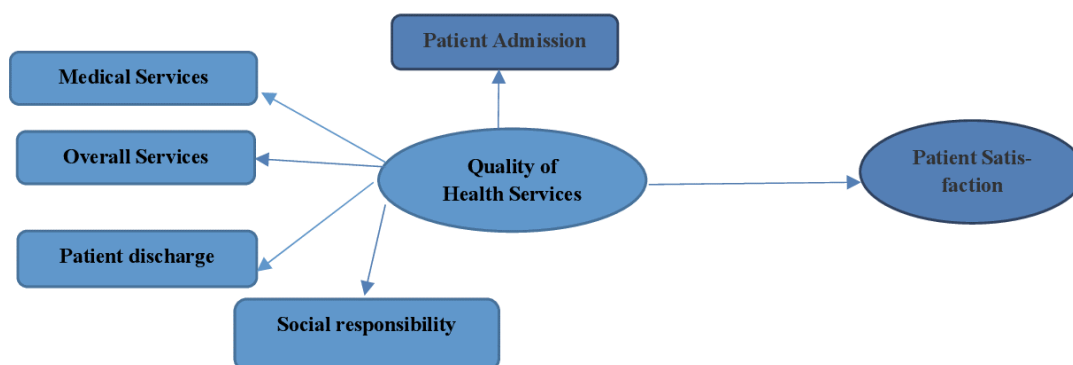 Patient Admission
Medical Services
Overall Services
Quality of
Health Services
Patient Satis-
faction
Patient discharge
Social responsibility